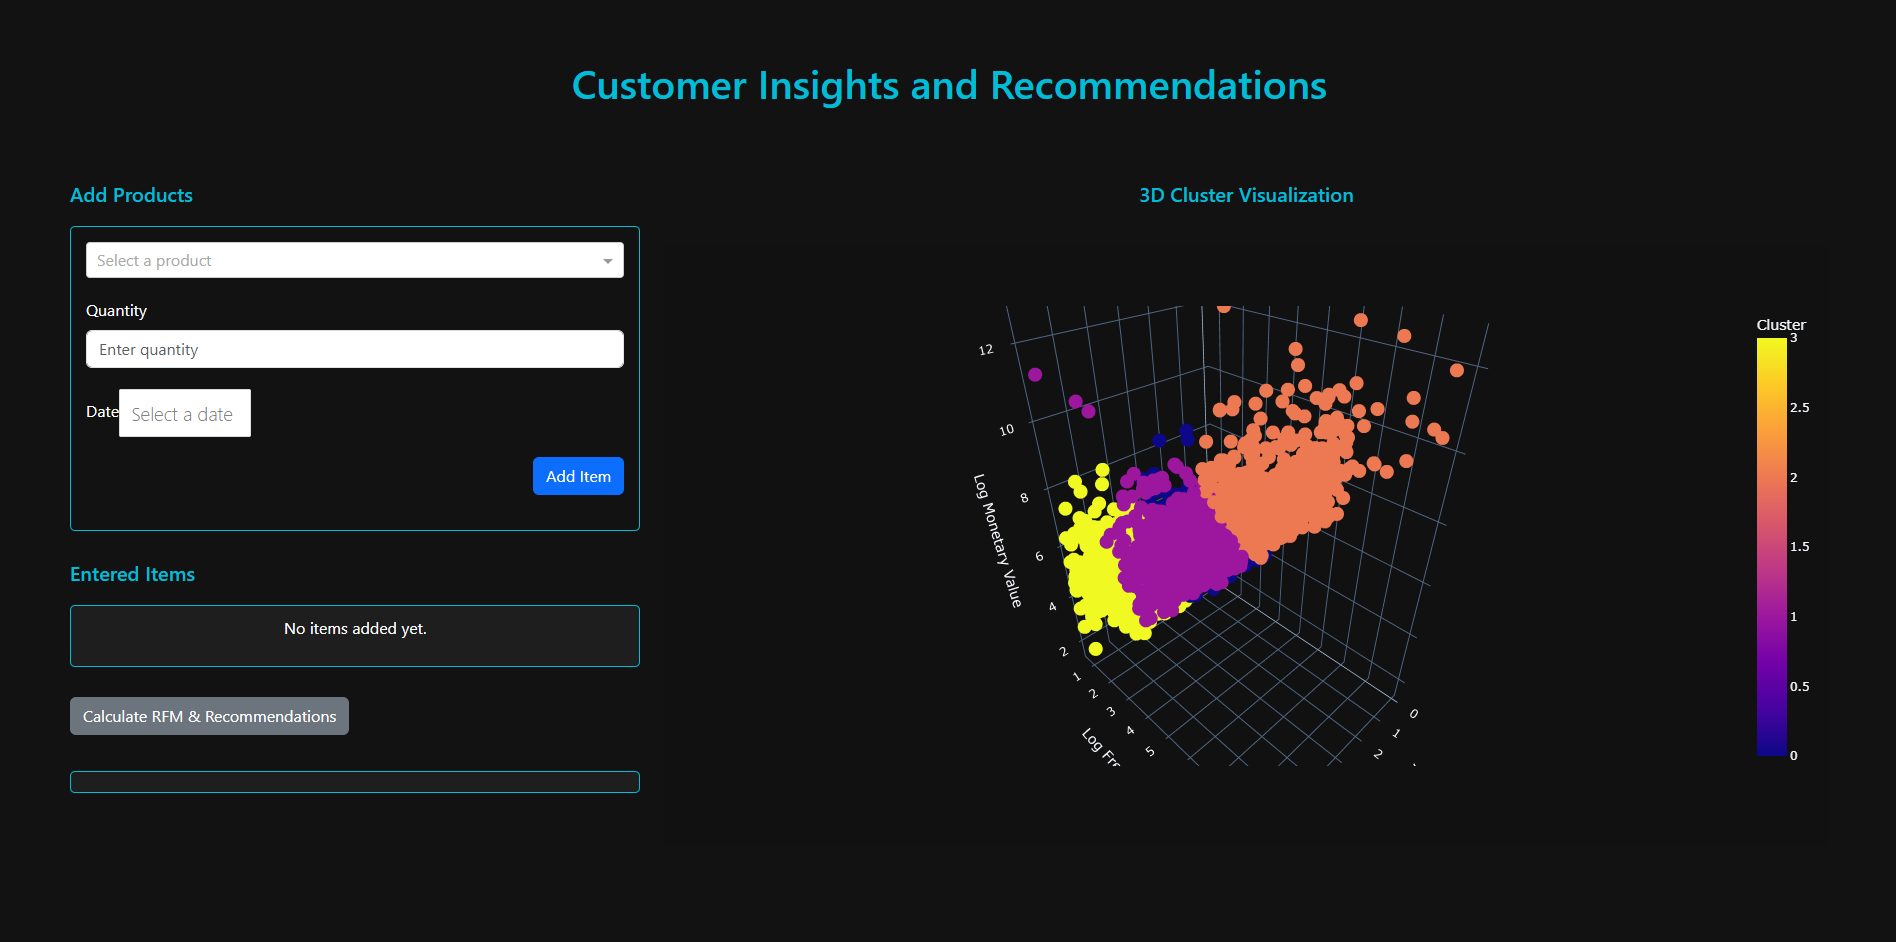 Customer Insights and Recommendations
Add Products
Select a product
Quantity
Enter quantity
Date
Select a date
Add Item
Entered Items
No items added yet.
Calculate RFM & Recommendations
3D Cluster Visualization
12
10
8
6
4
2
Log Monetary Value
1
2
3
4
5
Log Fre
0
1
2
Cluster
3
2.5
2
1.5
1
0.5
0